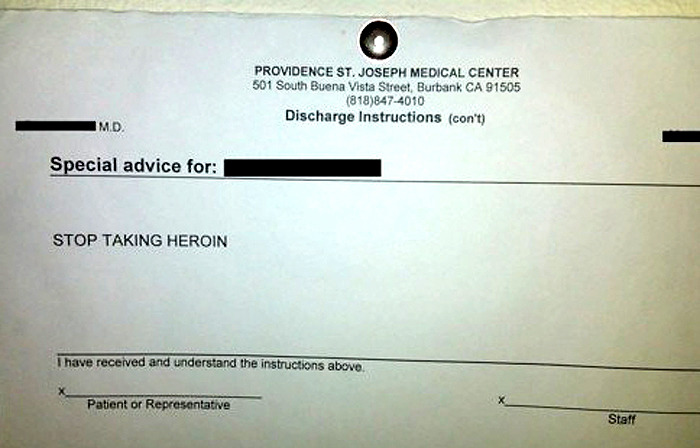 PROVIDENCE ST. JOSEPH MEDICAL CENTER
501 South Buena Vista Street, Burbank CA 91505
(818)847-4010
Discharge Instructions (con't)
M.D.
Special advice for:
STOP TAKING HEROIN
I have received and understand the instructions above.
x
Patient or Representative
x
Staff